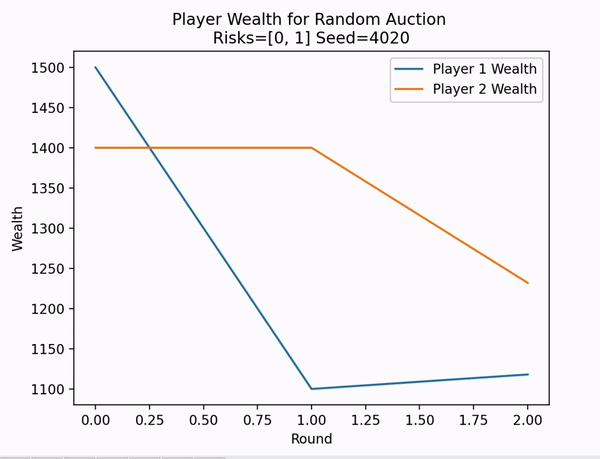 Player Wealth for Random Auction
Risks=[0, 1] Seed=4020
Player 1 Wealth
Player 2 Wealth
1500
1450
1400
1350
1300
1250
1200
1150
1100
Wealth
0.00 0.25 0.50 0.75 1.00 1.25 1.50 1.75 2.00
Round